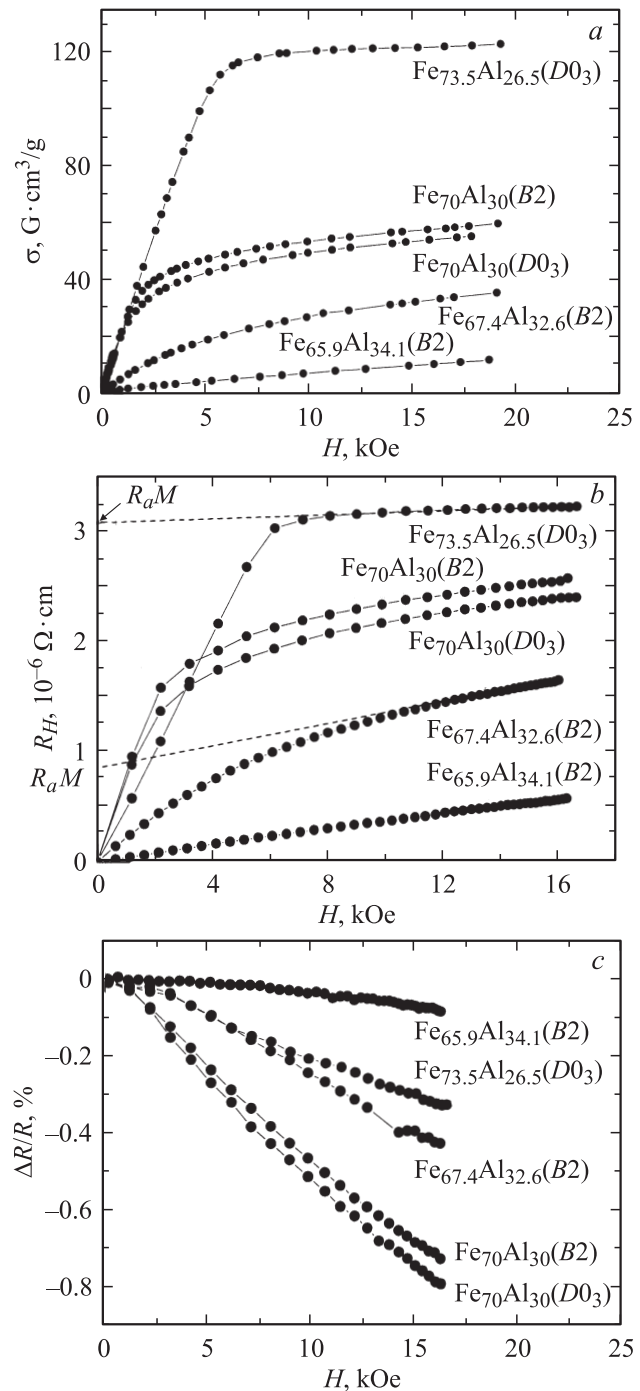 a
120
80
40
0
σ, G·cm³/g
Fe₇₃.₅Al₂₆.₅(D0₃)
Fe₇₀Al₃₀(B2)
Fe₇₀Al₃₀(D0₃)
Fe₆₇.₄Al₃₂.₆(B2)
Fe₆₅.₉Al₃₄.₁(B2)
0 5 10 15 20 25
H, kOe
b
RₐM
3
2
1
RₐM
0
R_H, 10⁻⁶ Ω·cm
Fe₇₃.₅Al₂₆.₅(D0₃)
Fe₇₀Al₃₀(B2)
Fe₇₀Al₃₀(D0₃)
Fe₆₇.₄Al₃₂.₆(B2)
Fe₆₅.₉Al₃₄.₁(B2)
0 4 8 12 16
H, kOe
c
0
–0.2
–0.4
–0.6
–0.8
ΔR/R, %
Fe₆₅.₉Al₃₄.₁(B2)
Fe₇₃.₅Al₂₆.₅(D0₃)
Fe₆₇.₄Al₃₂.₆(B2)
Fe₇₀Al₃₀(B2)
Fe₇₀Al₃₀(D0₃)
0 5 10 15 20 25
H, kOe